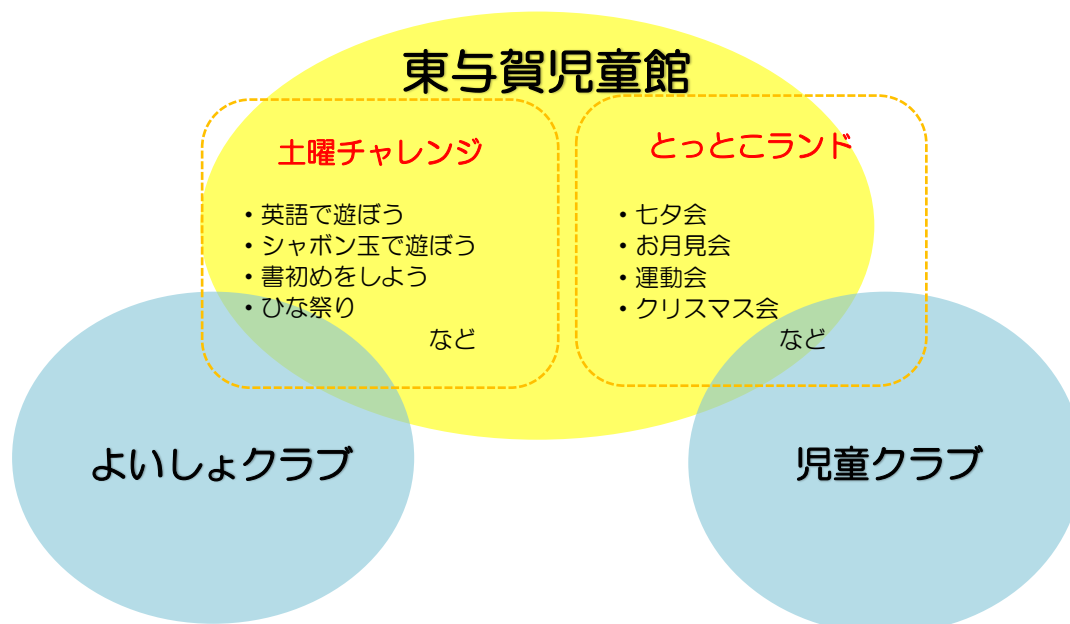 東与賀児童館
土曜チャレンジ
・英語で遊ぼう
・シャボン玉で遊ぼう
・書初めをしよう
・ひな祭り
など
とっとこランド
・七夕会
・お月見会
・運動会
・クリスマス会
など
よいしょクラブ
児童クラブ